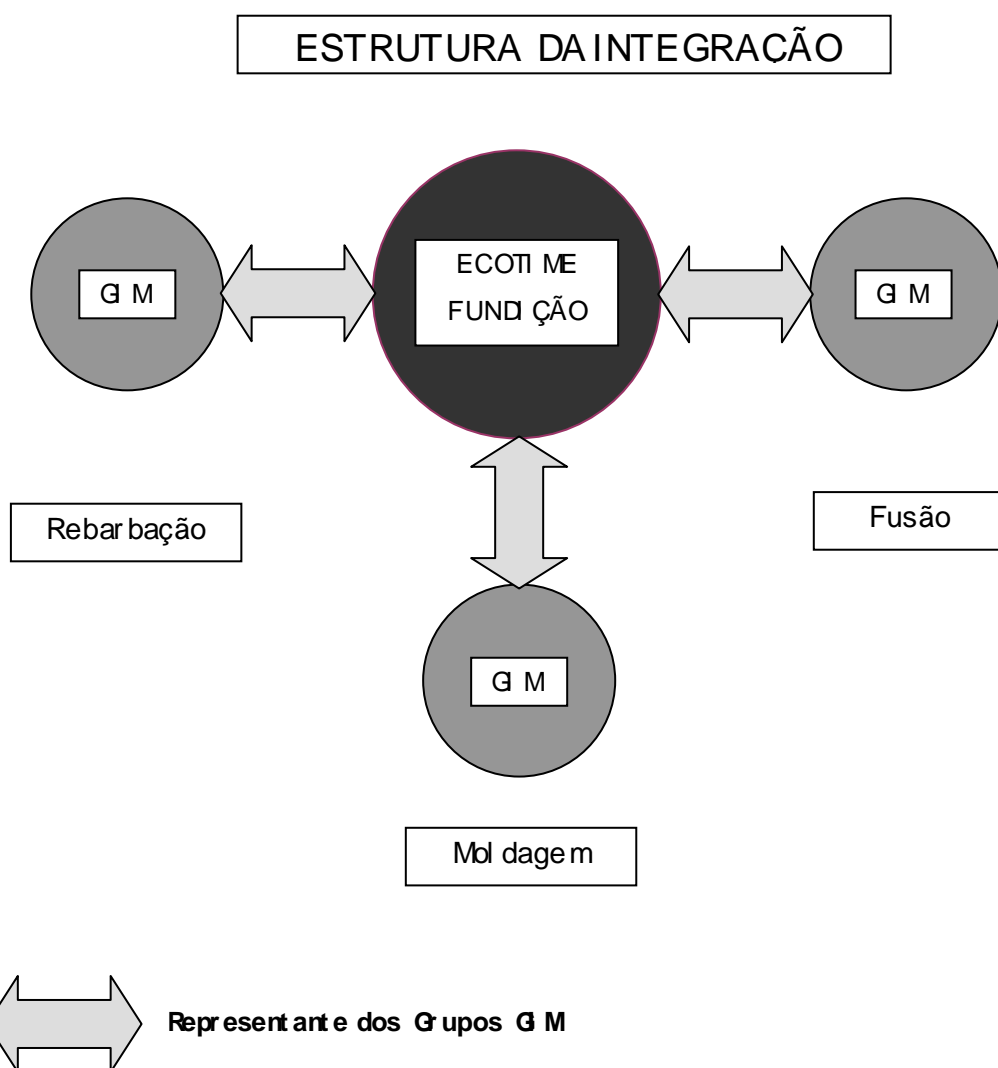 ESTRUTURA DA INTEGRAÇÃO
GIM
ECOTIME
FUNDIÇÃO
GIM
Rebarbação
Fusão
GIM
Moldagem
Representante dos Grupos GIM